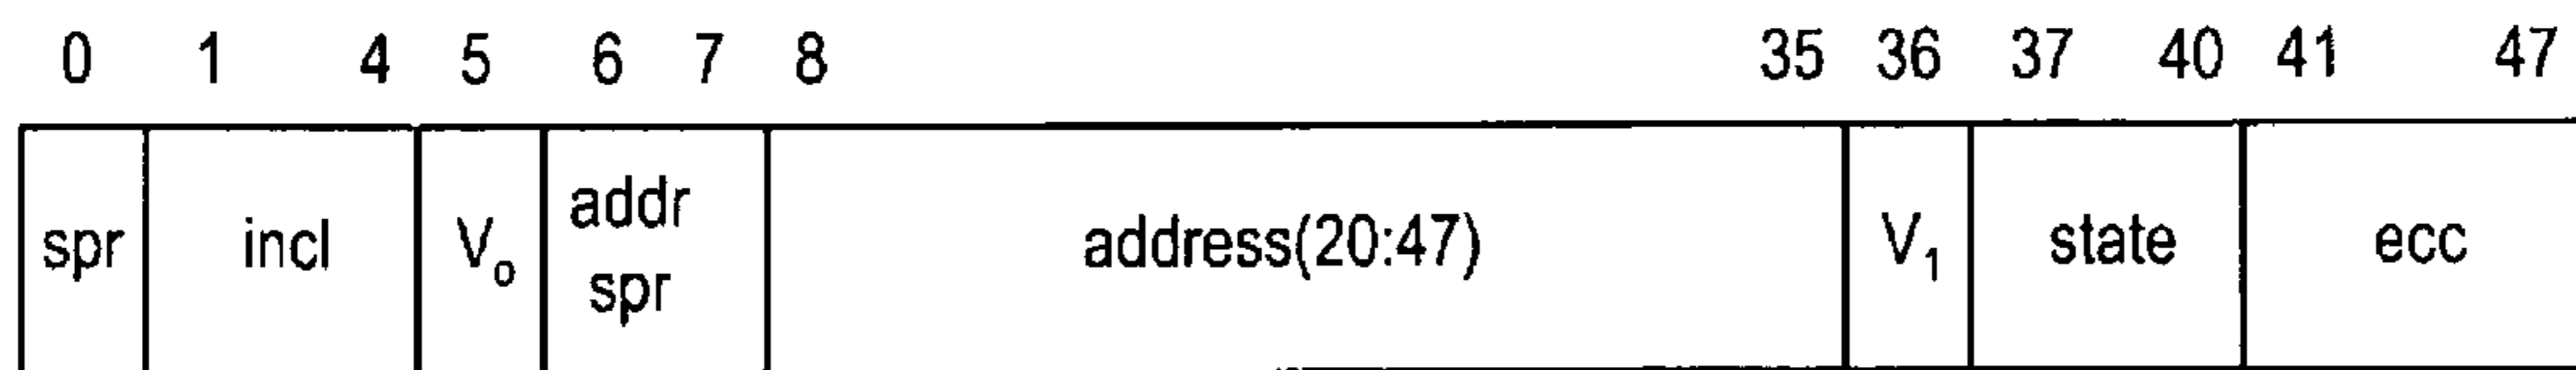 0 1 4 5 6 7 8 35 36 37 40 41 47
spr incl V₀ addr spr address(20:47) V₁ state ecc